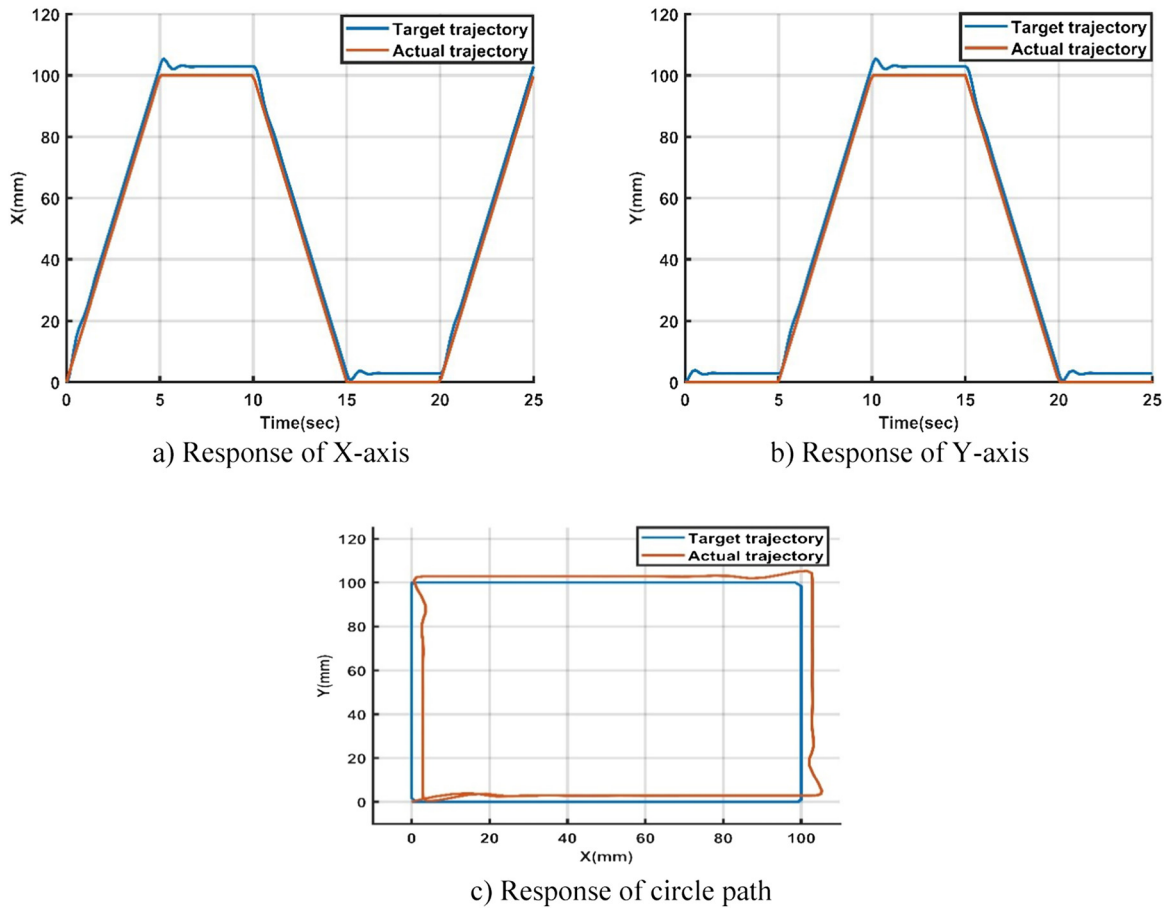 120
100
80
60
40
20
0
X(mm)
Target trajectory
Actual trajectory
0 5 10 15 20 25
Time(sec)
a) Response of X-axis
120
100
80
60
40
20
0
Y(mm)
Target trajectory
Actual trajectory
0 5 10 15 20 25
Time(sec)
b) Response of Y-axis
120
100
80
60
40
20
0
Y(mm)
Target trajectory
Actual trajectory
0 20 40 60 80 100
X(mm)
c) Response of circle path